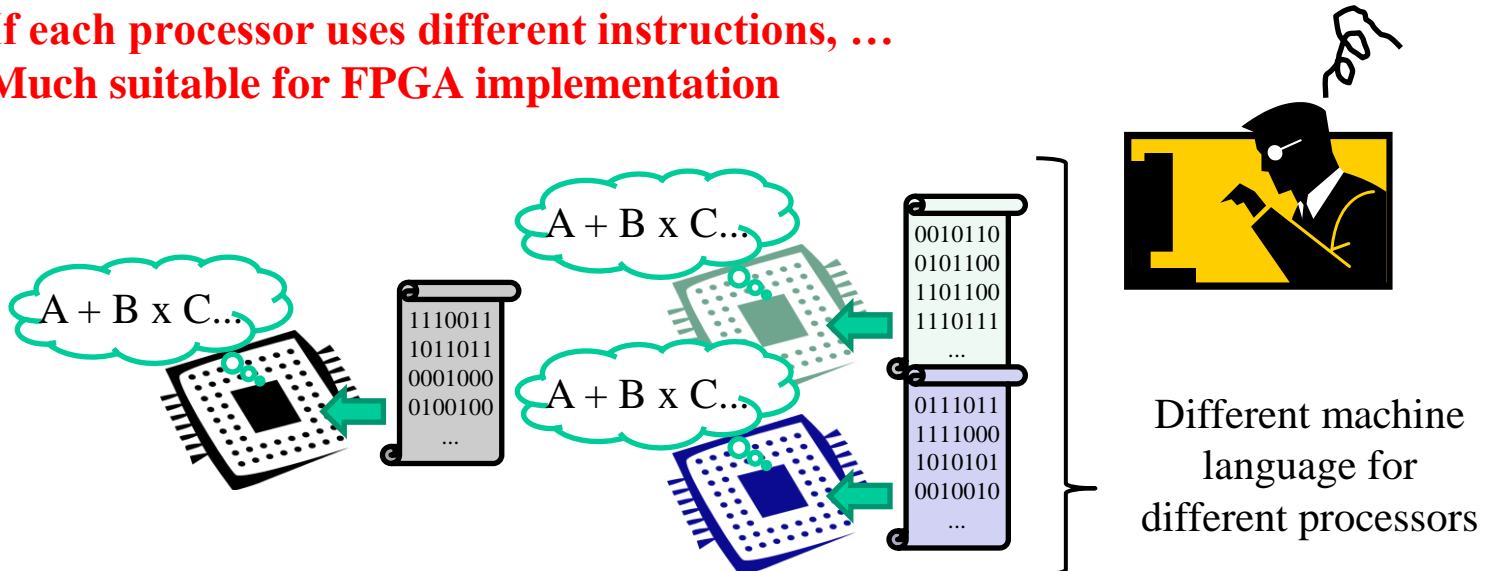 If each processor uses different instructions, …
Much suitable for FPGA implementation
A + B x C...
1110011
1011011
0001000
0100100
...
A + B x C...
0010110
0101100
1101100
1110111
...
A + B x C...
0111011
1111000
1010101
0010010
...
Different machine
language for
different processors